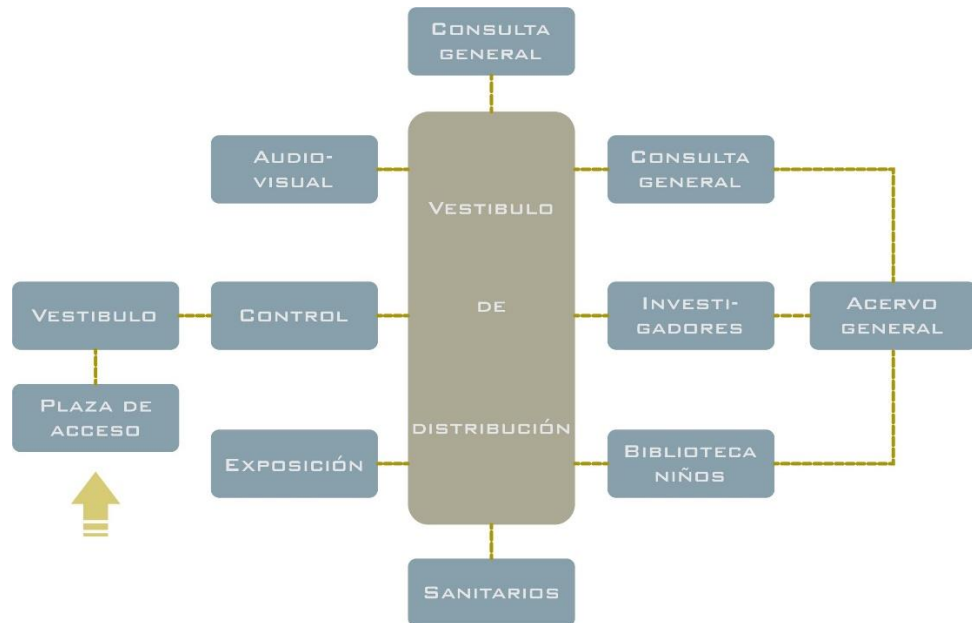 CONSULTA
GENERAL
AUDIO-
VISUAL
VESTIBULO
DE
DISTRIBUCIÓN
CONSULTA
GENERAL
VESTIBULO
CONTROL
INVESTI-
GADORES
ACERVO
GENERAL
PLAZA DE
ACCESO
EXPOSICIÓN
BIBLIOTECA
NIÑOS
SANITARIOS